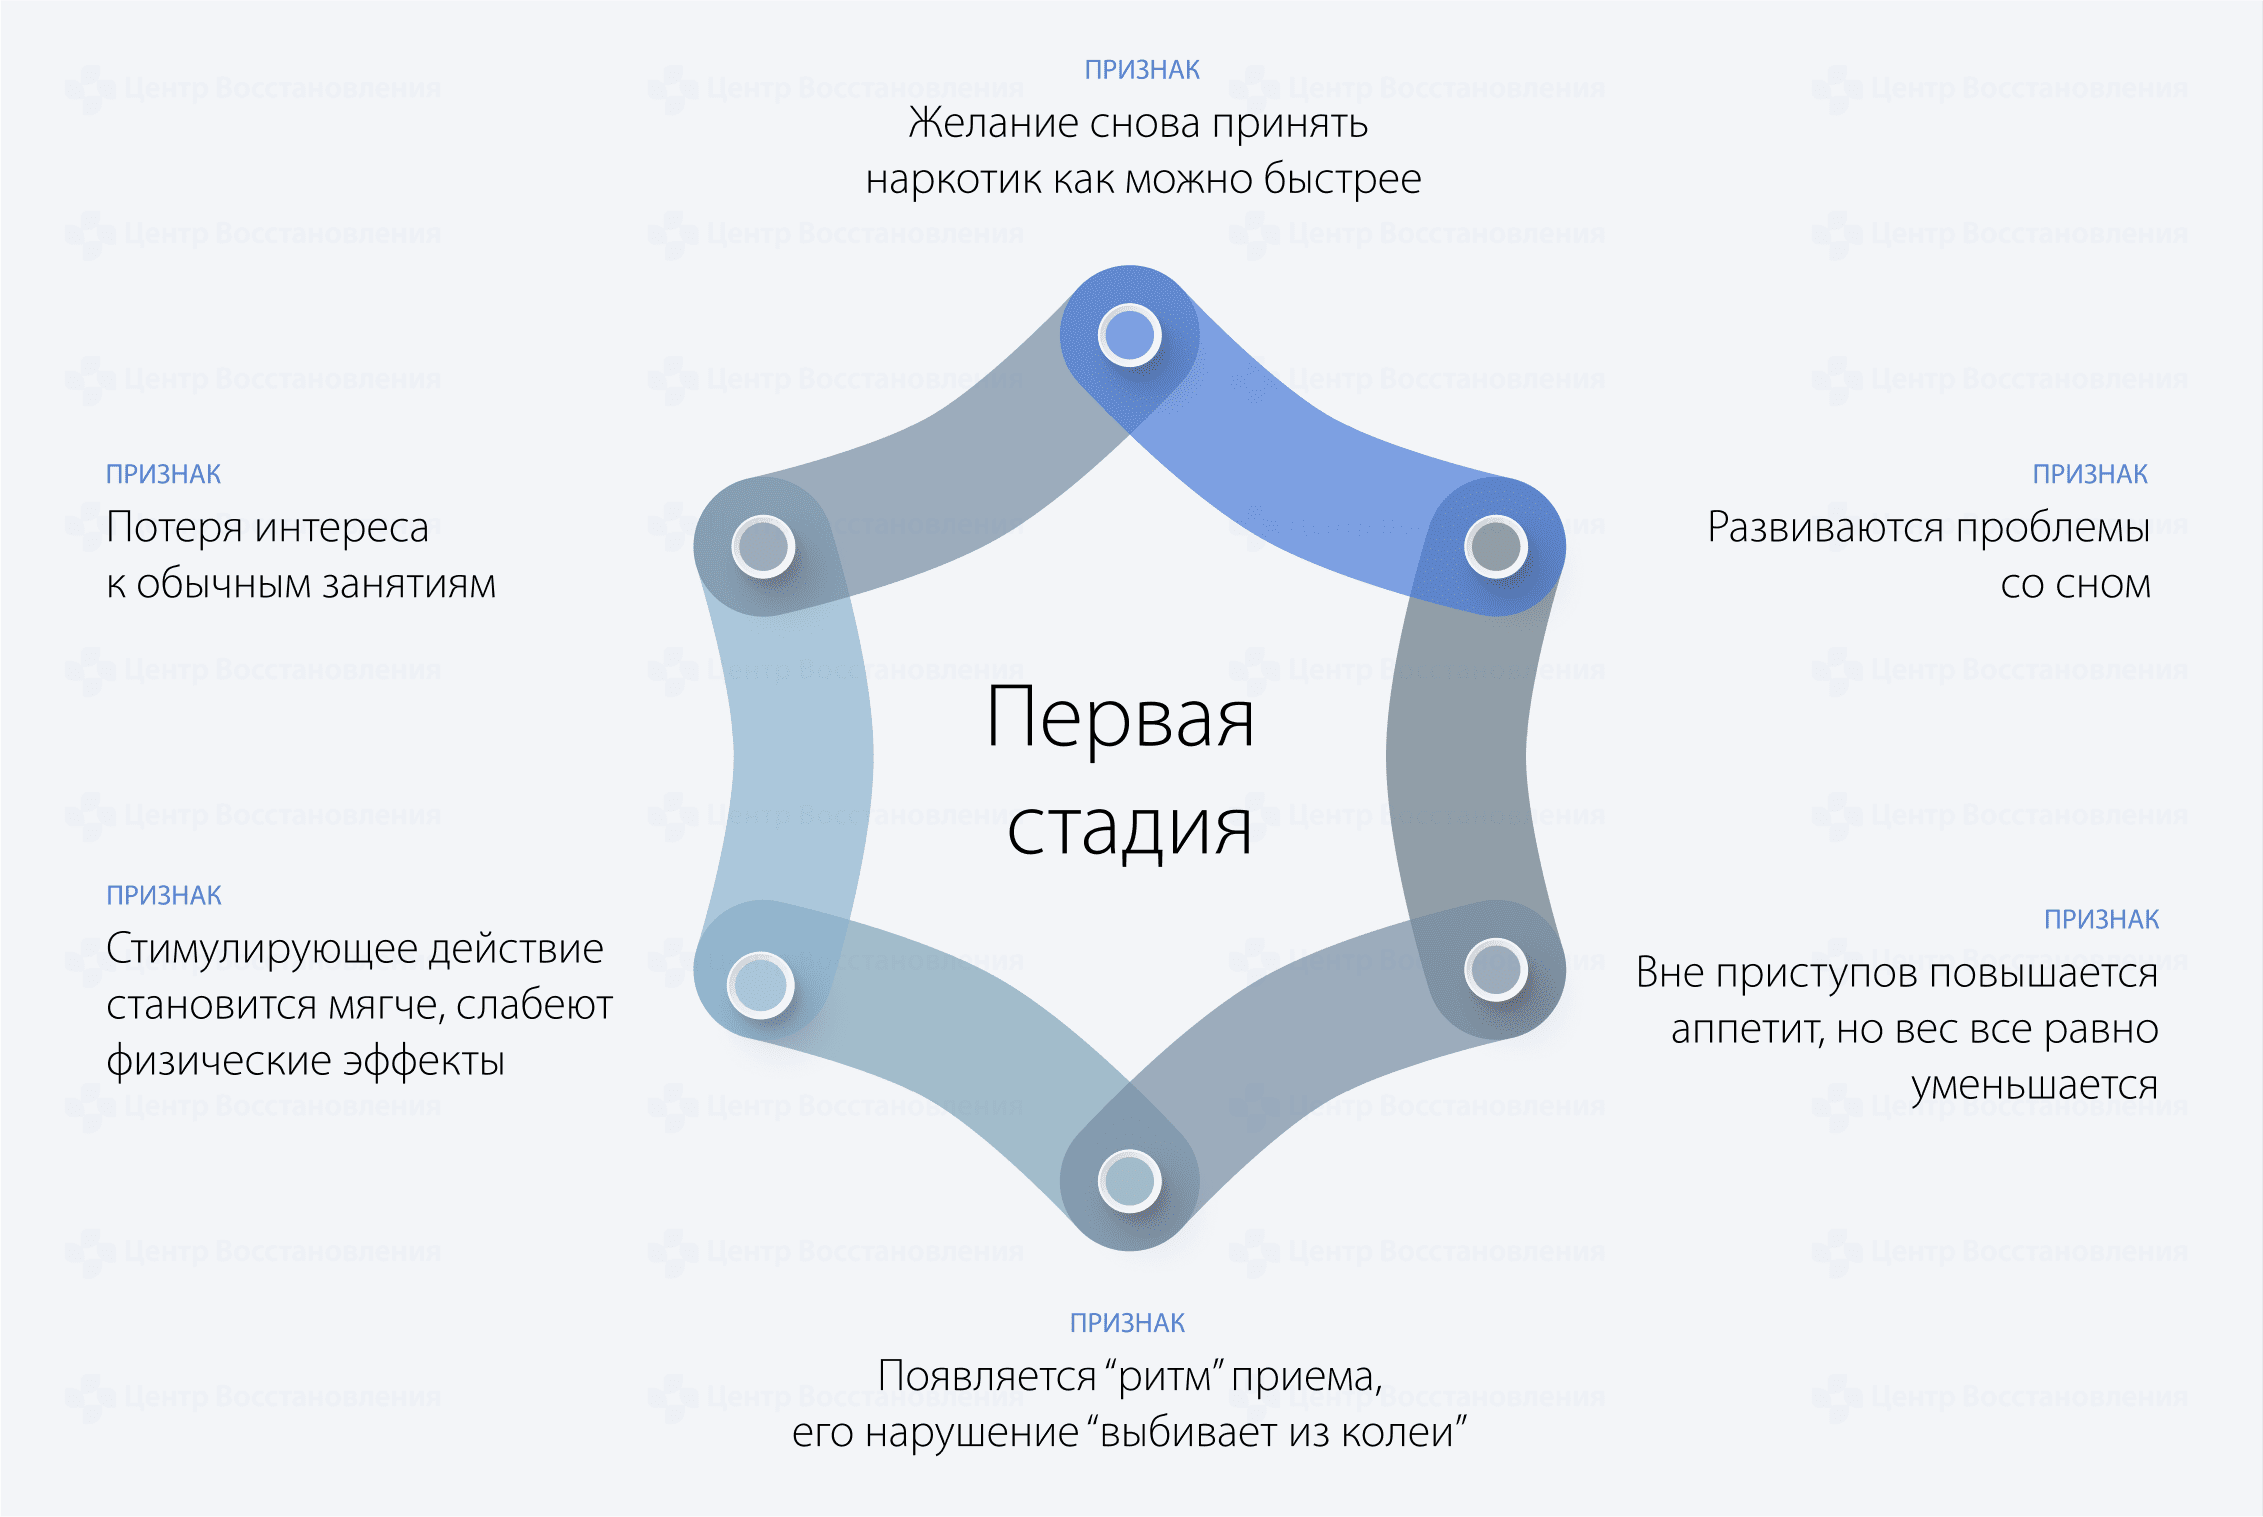 ПРИЗНАК
Желание снова принять
наркотик как можно быстрее
ПРИЗНАК
Потеря интереса
к обычным занятиям
ПРИЗНАК
Развиваются проблемы
со сном
Первая
стадия
ПРИЗНАК
Стимулирующее действие
становится мягче, слабеют
физические эффекты
ПРИЗНАК
Вне приступов повышается
аппетит, но вес все равно
уменьшается
ПРИЗНАК
Появляется “ритм” приема,
его нарушение “выбивает из колеи”
Центр Восстановления